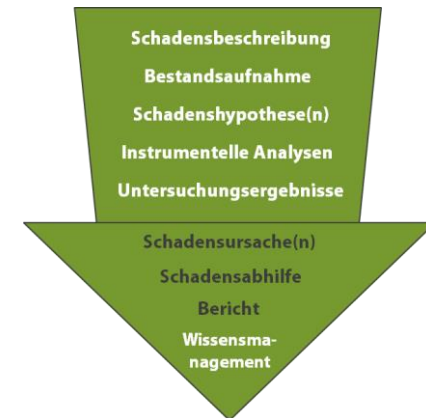 Schadensbeschreibung
Bestandsaufnahme
Schadenshypothese(n)
Instrumentelle Analysen
Untersuchungsergebnisse
Schadensursache(n)
Schadensabhilfe
Bericht
Wissensma-
nagement